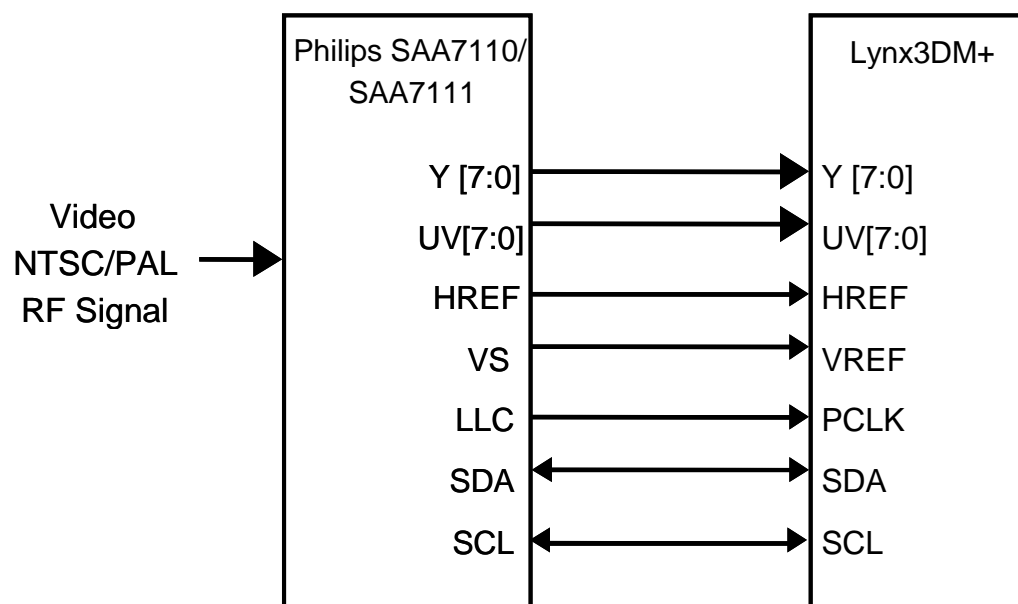 Philips SAA7110/
SAA7111
Lynx3DM+
Video
NTSC/PAL
RF Signal
Y [7:0]
UV[7:0]
HREF
VS
LLC
SDA
SCL
Y [7:0]
UV[7:0]
HREF
VREF
PCLK
SDA
SCL